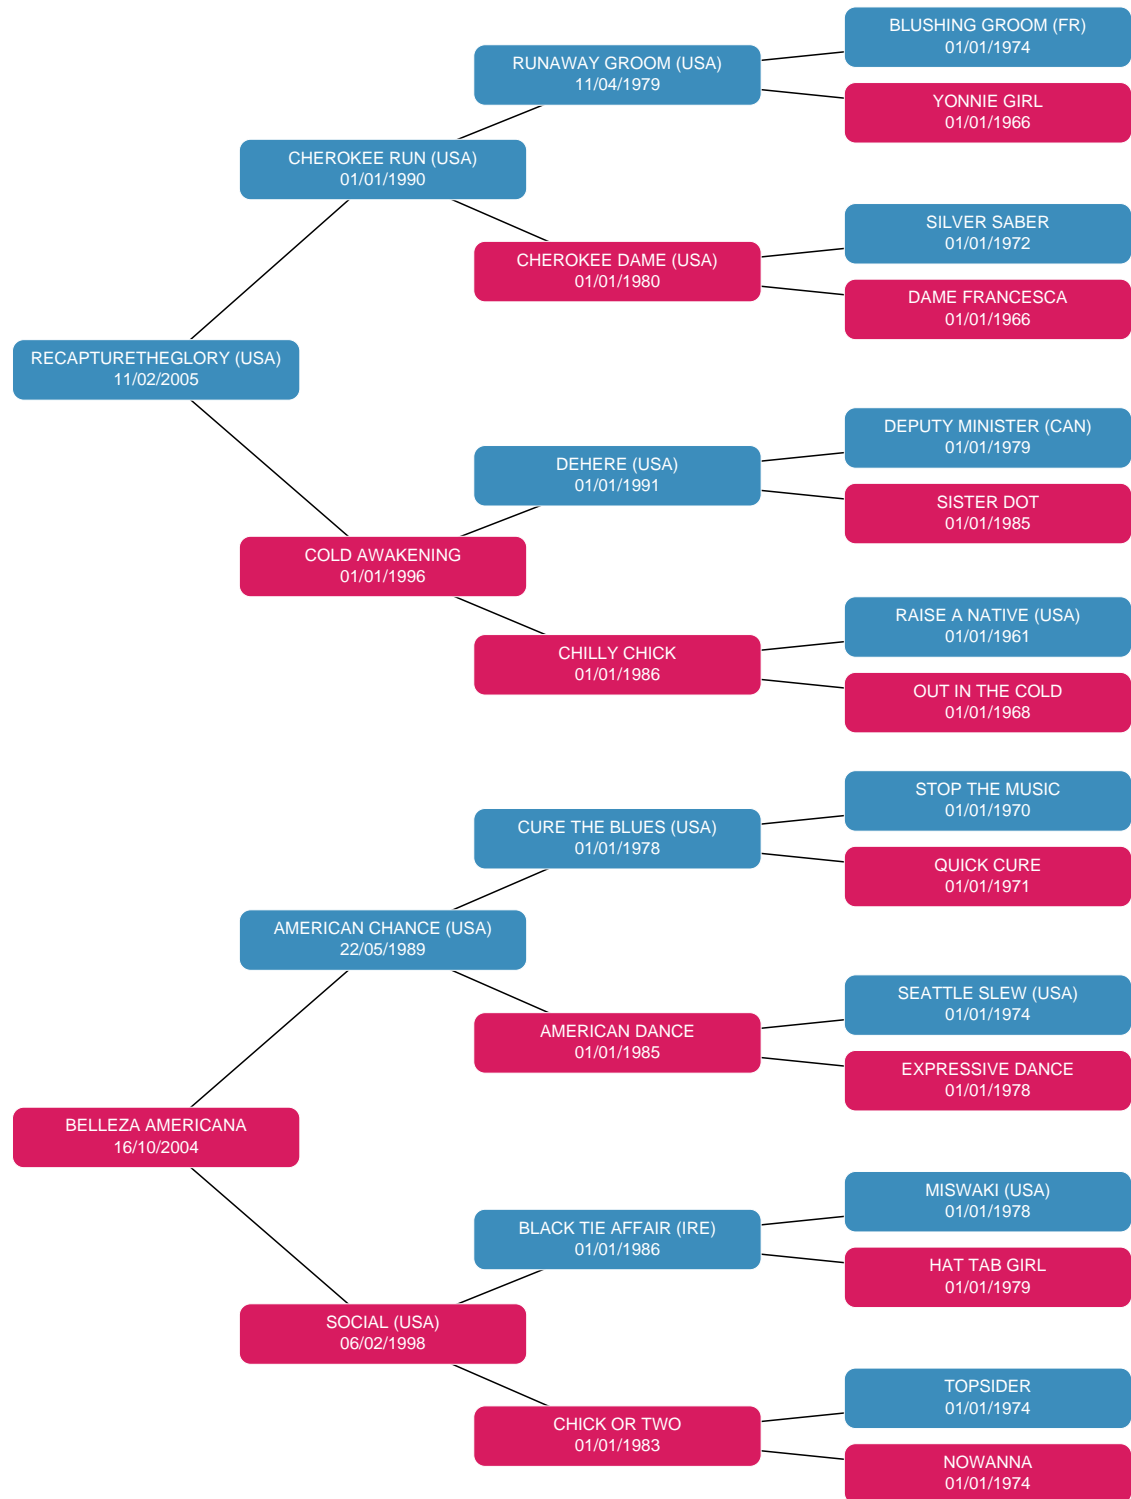 BLUSHING GROOM (FR)
01/01/1974
RUNAWAY GROOM (USA)
11/04/1979
YONNIE GIRL
01/01/1966
CHEROKEE RUN (USA)
01/01/1990
SILVER SABER
01/01/1972
CHEROKEE DAME (USA)
01/01/1980
DAME FRANCESCA
01/01/1966
RECAPTURETHEGLORY (USA)
11/02/2005
DEPUTY MINISTER (CAN)
01/01/1979
DEHERE (USA)
01/01/1991
SISTER DOT
01/01/1985
COLD AWAKENING
01/01/1996
RAISE A NATIVE (USA)
01/01/1961
CHILLY CHICK
01/01/1986
OUT IN THE COLD
01/01/1968
STOP THE MUSIC
01/01/1970
CURE THE BLUES (USA)
01/01/1978
QUICK CURE
01/01/1971
AMERICAN CHANCE (USA)
22/05/1989
SEATTLE SLEW (USA)
01/01/1974
AMERICAN DANCE
01/01/1985
EXPRESSIVE DANCE
01/01/1978
BELLEZA AMERICANA
16/10/2004
MISWAKI (USA)
01/01/1978
BLACK TIE AFFAIR (IRE)
01/01/1986
HAT TAB GIRL
01/01/1979
SOCIAL (USA)
06/02/1998
TOPSIDER
01/01/1974
CHICK OR TWO
01/01/1983
NOWANNA
01/01/1974